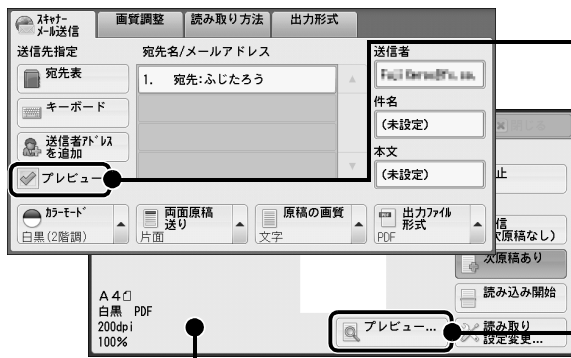 スキャナー
メール送信
画質調整
読み取り方法
出力形式
送信先指定
宛先名/メールアドレス
送信者
宛先表
1. 宛先:ふじたろう
キーボード
件名
(未設定)
送信者アドレス
を追加
本文
(未設定)
プレビュー
カラーモード
白黒(2階調)
両面原稿
送り
片面
原稿の画質
文字
出力ファイル
形式
PDF
閉じる
止
信
次原稿なし)
次原稿あり
読み込み開始
読み取り
設定変更...
A4
白黒 PDF
200dpi
100%
プレビュー...